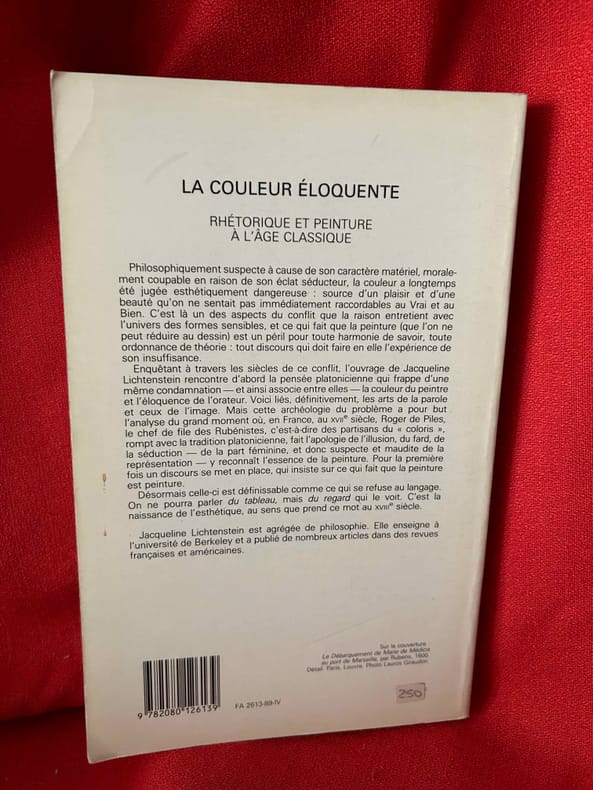 LA COULEUR ÉLOQUENTE
RHÉTORIQUE ET PEINTURE
À L'ÂGE CLASSIQUE
Philosophiquement suspecte à cause de son caractère matériel, morale-
ment coupable en raison de son éclat séducteur, la couleur a longtemps
été jugée esthétiquement dangereuse : source d'un plaisir et d'une
beauté qu'on ne sentait pas immédiatement raccordables au Vrai et au
Bien. C'est là un des aspects du conflit que la raison entretient avec
l'univers des formes sensibles, et ce qui fait que la peinture (que l'on ne
peut réduire au dessin) est un péril pour toute harmonie de savoir, toute
ordonnance de théorie : tout discours qui doit faire en elle l'expérience de
son insuffisance.
Enquêtant à travers les siècles de ce conflit, l'ouvrage de Jacqueline
Lichtenstein rencontre d'abord la pensée platonicienne qui frappe d'une
même condamnation — et ainsi associe entre elles — la couleur du peintre
et l'éloquence de l'orateur. Voici liés, définitivement, les arts de la parole
et ceux de l'image. Mais cette archéologie du problème a pour but
l'analyse du grand moment où, en France, au XVIIe siècle, Roger de Piles,
le chef de file des Rubénistes, c'est-à-dire des partisans du « coloris »,
rompt avec la tradition platonicienne, fait l'apologie de l'illusion, du fard, de
la séduction — de la part féminine, et donc suspecte et maudite de la
représentation — y reconnaît l'essence de la peinture. Pour la première
fois un discours se met en place, qui insiste sur ce qui fait que la peinture
est peinture.
Désormais celle-ci est définissable comme ce qui se refuse au langage.
On ne pourra parler du tableau, mais du regard qui le voit. C'est la
naissance de l'esthétique, au sens que prend ce mot au XVIIIe siècle.
Jacqueline Lichtenstein est agrégée de philosophie. Elle enseigne à
l'université de Berkeley et a publié de nombreux articles dans des revues
françaises et américaines.
Sur la couverture :
Le Débarquement de Marie de Médicis
au port de Marseille, par Rubens, 1600.
Détail. Paris, Louvre. Photo Lauros Giraudon.
9 782080 126139
FA 2613-89-IV
250